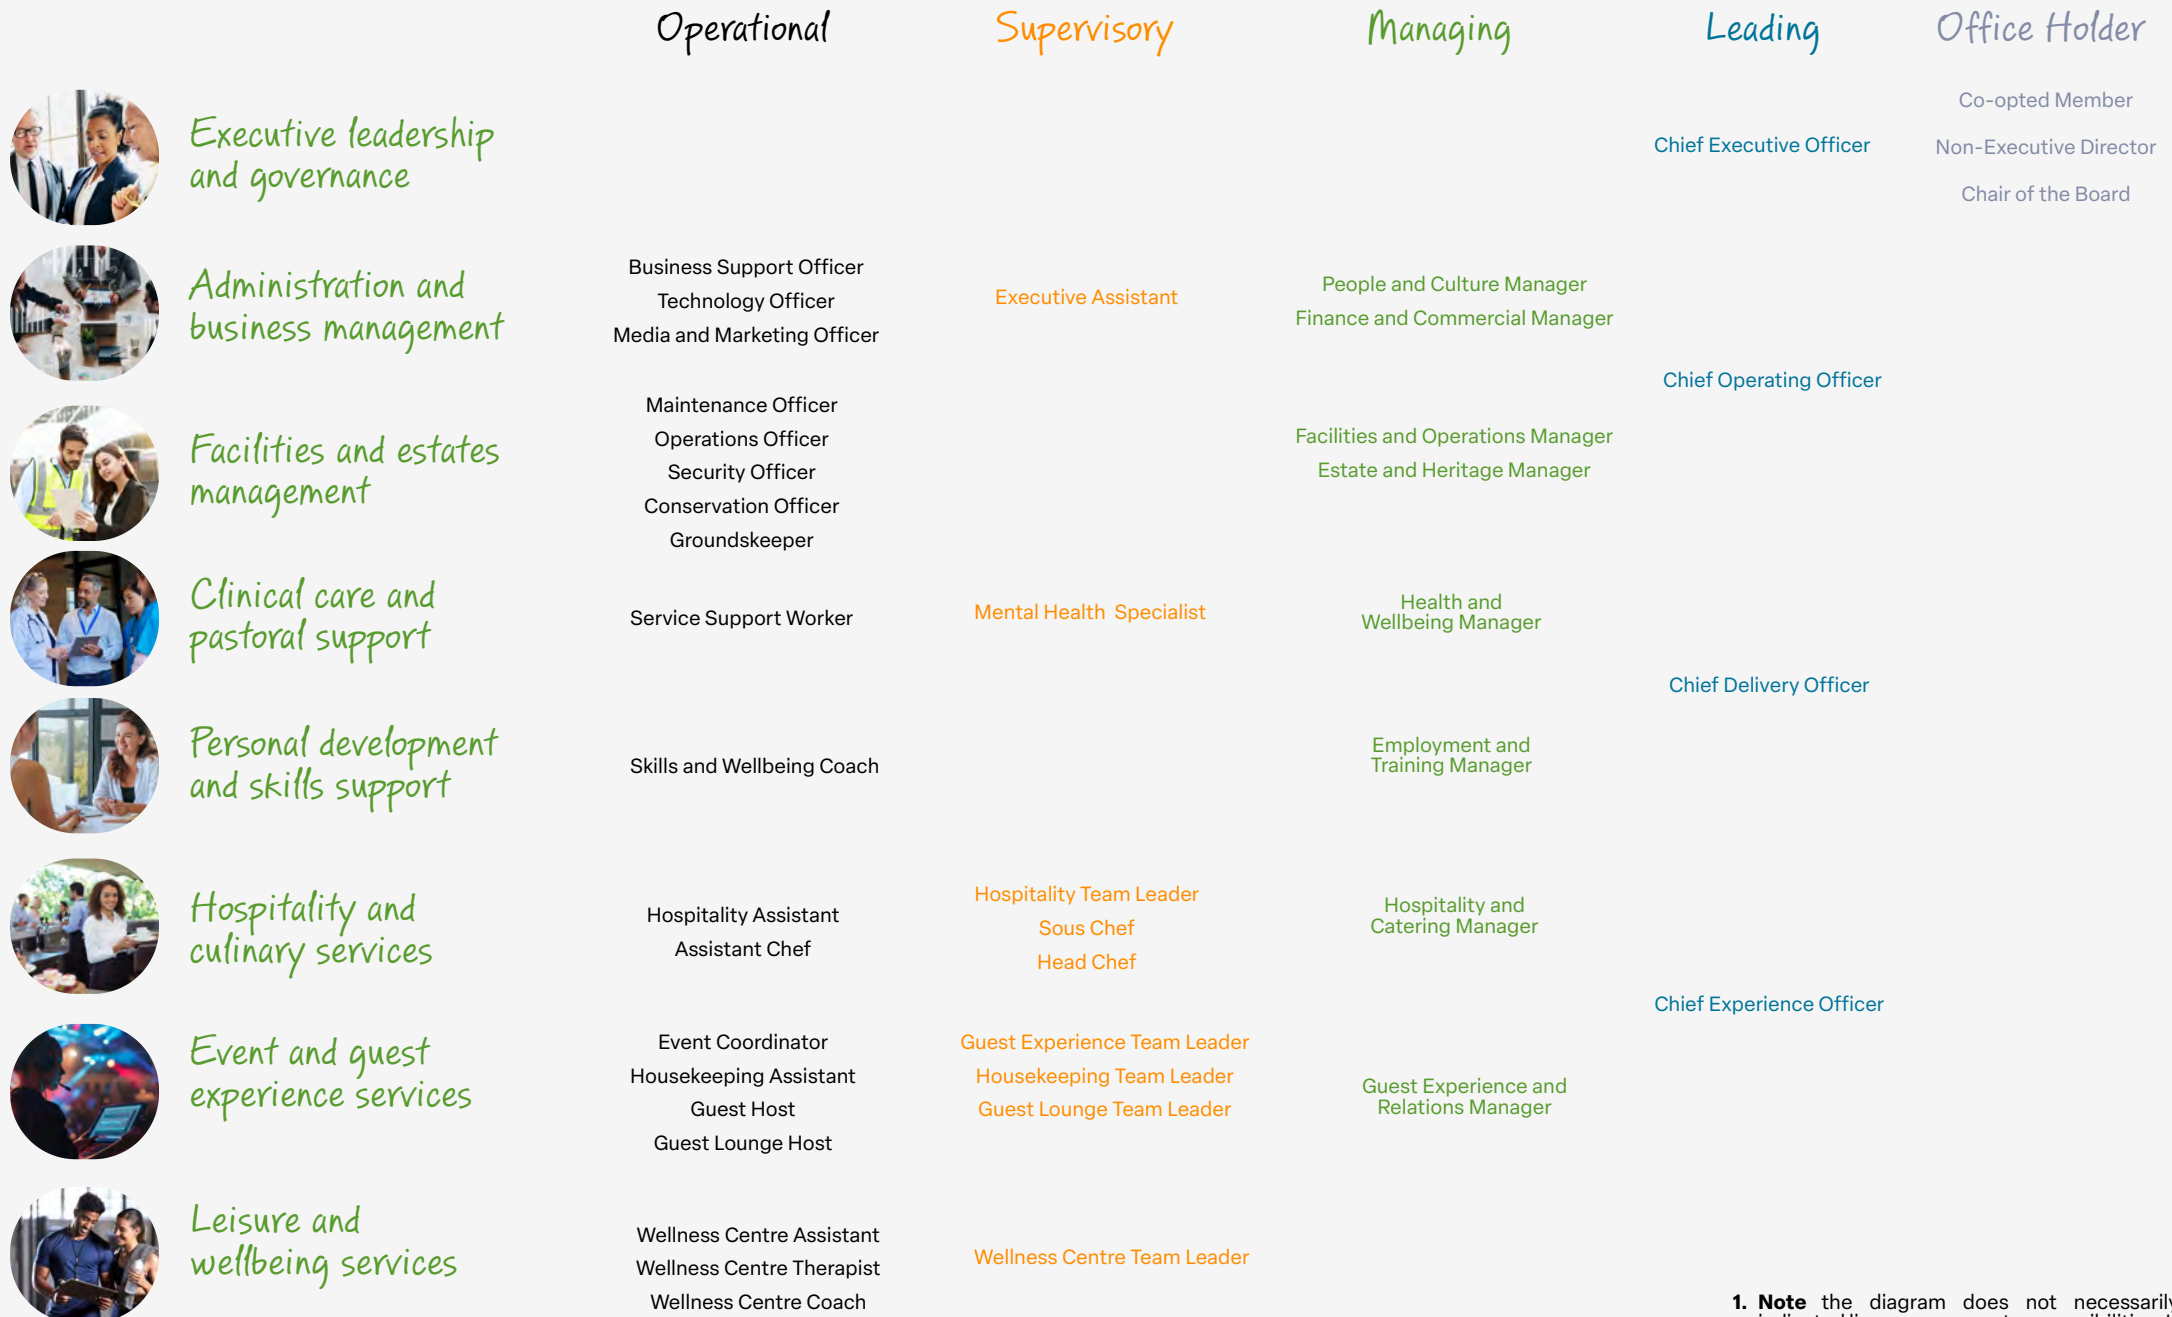 Operational Supervisory Managing Leading Office Holder
Executive leadership
and governance
Chief Executive Officer
Co-opted Member
Non-Executive Director
Chair of the Board
Administration and
business management
Business Support Officer
Technology Officer
Media and Marketing Officer
Executive Assistant
People and Culture Manager
Finance and Commercial Manager
Chief Operating Officer
Facilities and estates
management
Maintenance Officer
Operations Officer
Security Officer
Conservation Officer
Groundskeeper
Facilities and Operations Manager
Estate and Heritage Manager
Clinical care and
pastoral support
Service Support Worker
Mental Health Specialist
Health and
Wellbeing Manager
Chief Delivery Officer
Personal development
and skills support
Skills and Wellbeing Coach
Employment and
Training Manager
Hospitality and
culinary services
Hospitality Assistant
Assistant Chef
Hospitality Team Leader
Sous Chef
Head Chef
Hospitality and
Catering Manager
Chief Experience Officer
Event and guest
experience services
Event Coordinator
Housekeeping Assistant
Guest Host
Guest Lounge Host
Guest Experience Team Leader
Housekeeping Team Leader
Guest Lounge Team Leader
Guest Experience and
Relations Manager
Leisure and
wellbeing services
Wellness Centre Assistant
Wellness Centre Therapist
Wellness Centre Coach
Wellness Centre Team Leader
1. Note the diagram does not necessarily